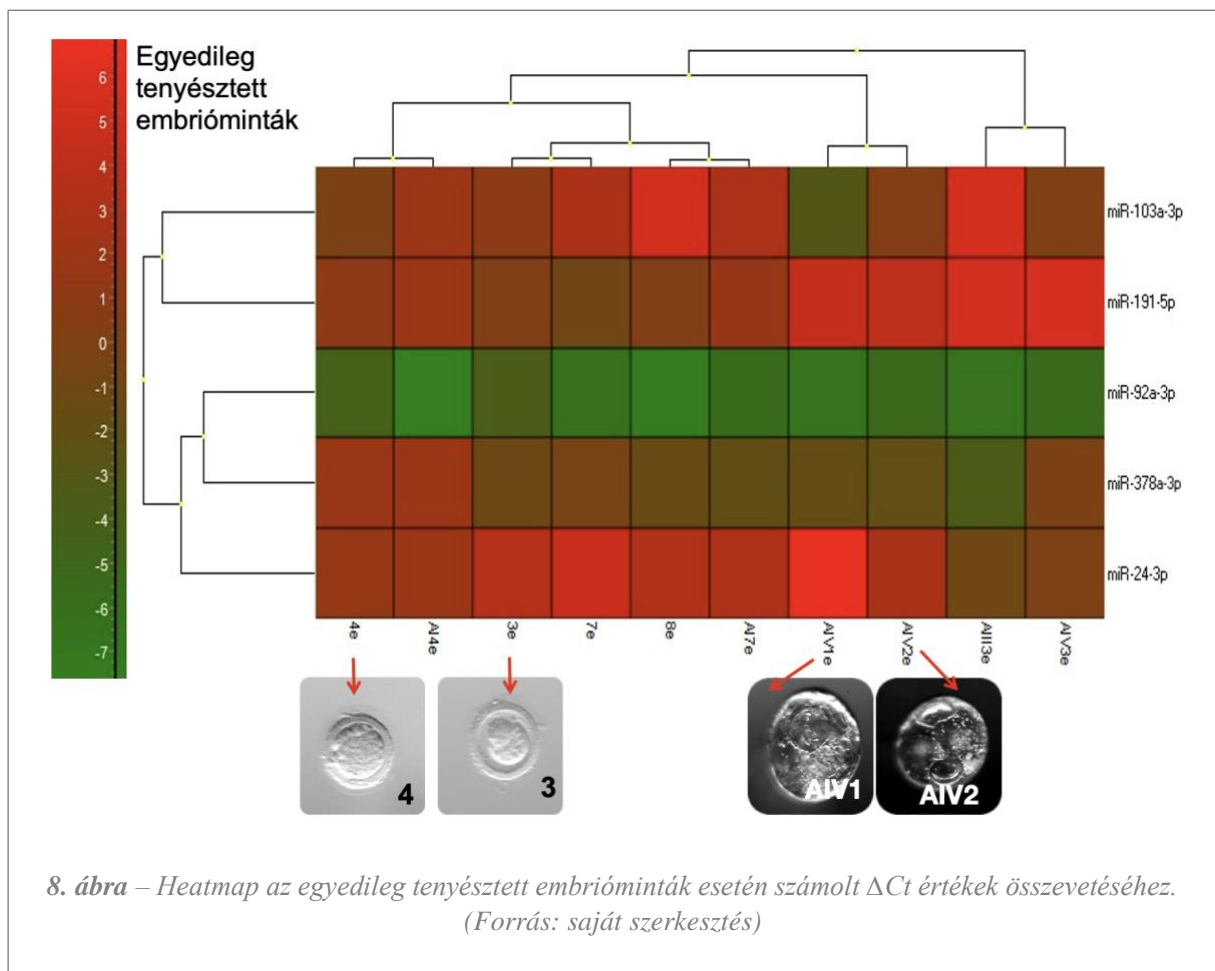 Egyedileg
tenyésztett
embrióminták
6
5
4
3
2
1
0
-1
-2
-3
-4
-5
-6
-7
miR-103a-3p
miR-191-5p
miR-92a-3p
miR-378a-3p
miR-24-3p
4e
AI4e
3e
7e
8e
AI7e
AIV1e
AIV2e
AIII3e
AIV3e
4
3
AIV1
AIV2
8. ábra – Heatmap az egyedileg tenyésztett embrióminták esetén számolt ΔCt értékek összevetéséhez.
(Forrás: saját szerkesztés)